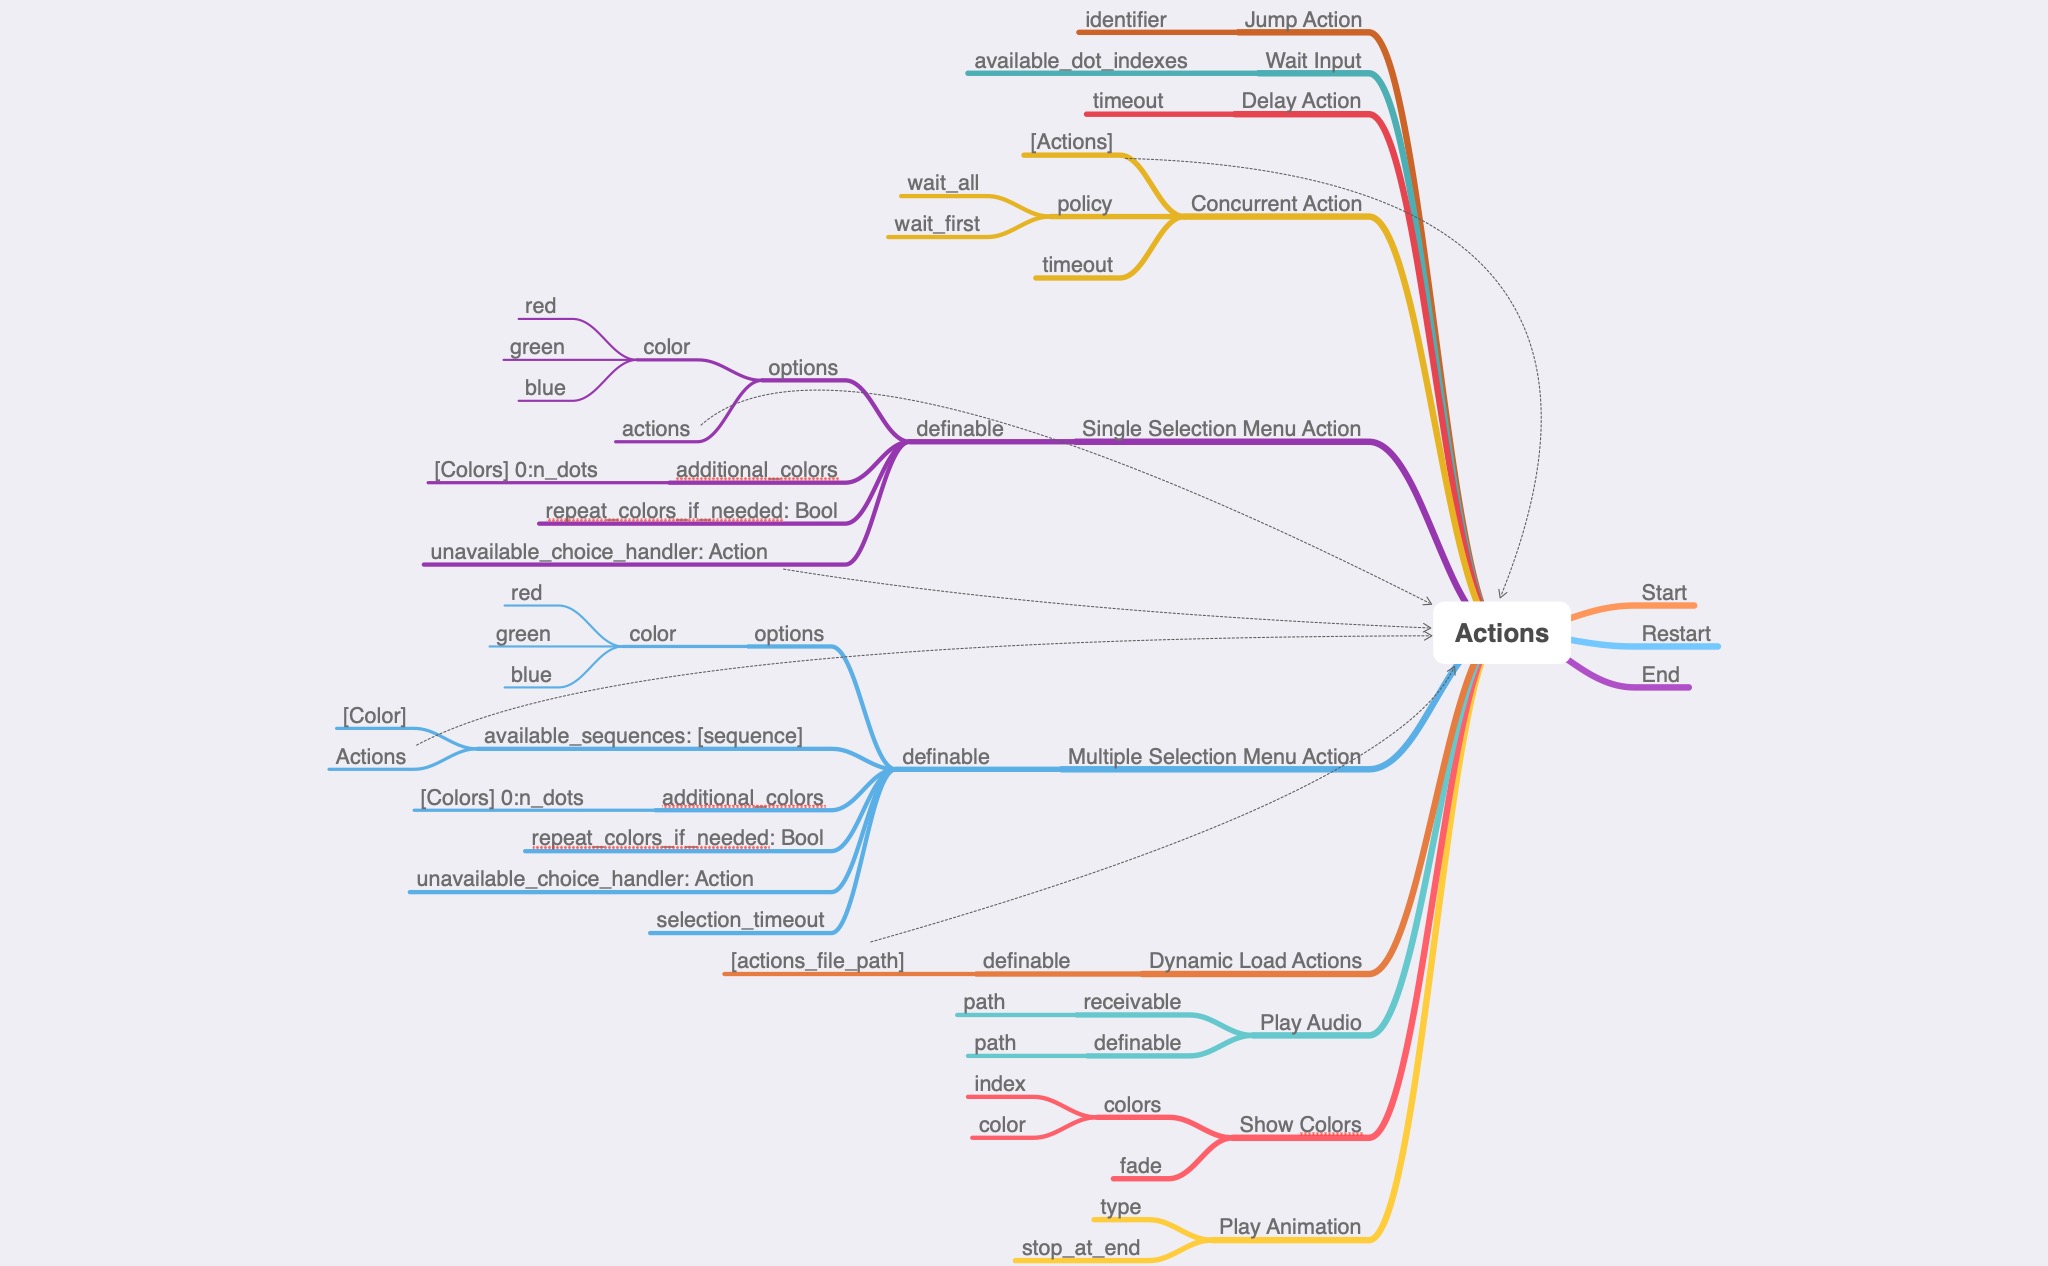 identifier Jump Action
available_dot_indexes Wait Input
timeout Delay Action
[Actions]
wait_all
policy Concurrent Action
wait_first
timeout
red
green color
options
blue
actions
definable Single Selection Menu Action
[Colors] 0:n_dots additional_colors
repeat_colors_if_needed: Bool
unavailable_choice_handler: Action
red
green color options
blue
[Color]
available_sequences: [sequence]
Actions
definable Multiple Selection Menu Action
[Colors] 0:n_dots additional_colors
repeat_colors_if_needed: Bool
unavailable_choice_handler: Action
selection_timeout
[actions_file_path] definable Dynamic Load Actions
path receivable
Play Audio
path definable
index
colors
color
Show Colors
fade
type
Play Animation
stop_at_end
Actions
Start
Restart
End